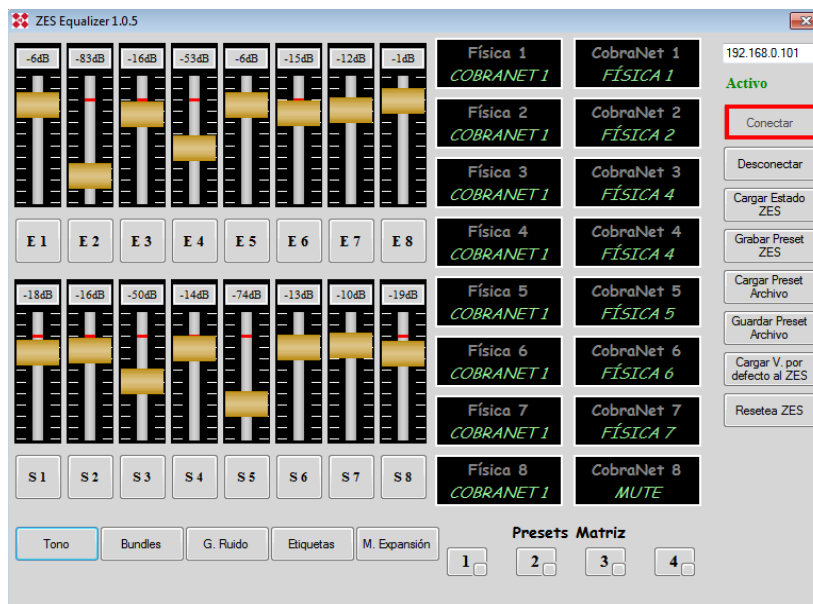 ZES Equalizer 1.0.5
-6dB -83dB -16dB -53dB -6dB -15dB -12dB -1dB
E 1 E 2 E 3 E 4 E 5 E 6 E 7 E 8
-18dB -16dB -50dB -14dB -74dB -13dB -10dB -19dB
S 1 S 2 S 3 S 4 S 5 S 6 S 7 S 8
Tono Bundles G. Ruido Etiquetas M. Expansión
Física 1 CobraNet 1
COBRANET 1 FÍSICA 1
Física 2 CobraNet 2
COBRANET 1 FÍSICA 2
Física 3 CobraNet 3
COBRANET 1 FÍSICA 4
Física 4 CobraNet 4
COBRANET 1 FÍSICA 4
Física 5 CobraNet 5
COBRANET 1 FÍSICA 5
Física 6 CobraNet 6
COBRANET 1 FÍSICA 6
Física 7 CobraNet 7
COBRANET 1 FÍSICA 7
Física 8 CobraNet 8
COBRANET 1 MUTE
Presets Matriz
1 2 3 4
192.168.0.101
Activo
Conectar
Desconectar
Cargar Estado
ZES
Grabar Preset
ZES
Cargar Preset
Archivo
Guardar Preset
Archivo
Cargar V. por
defecto al ZES
Resetea ZES